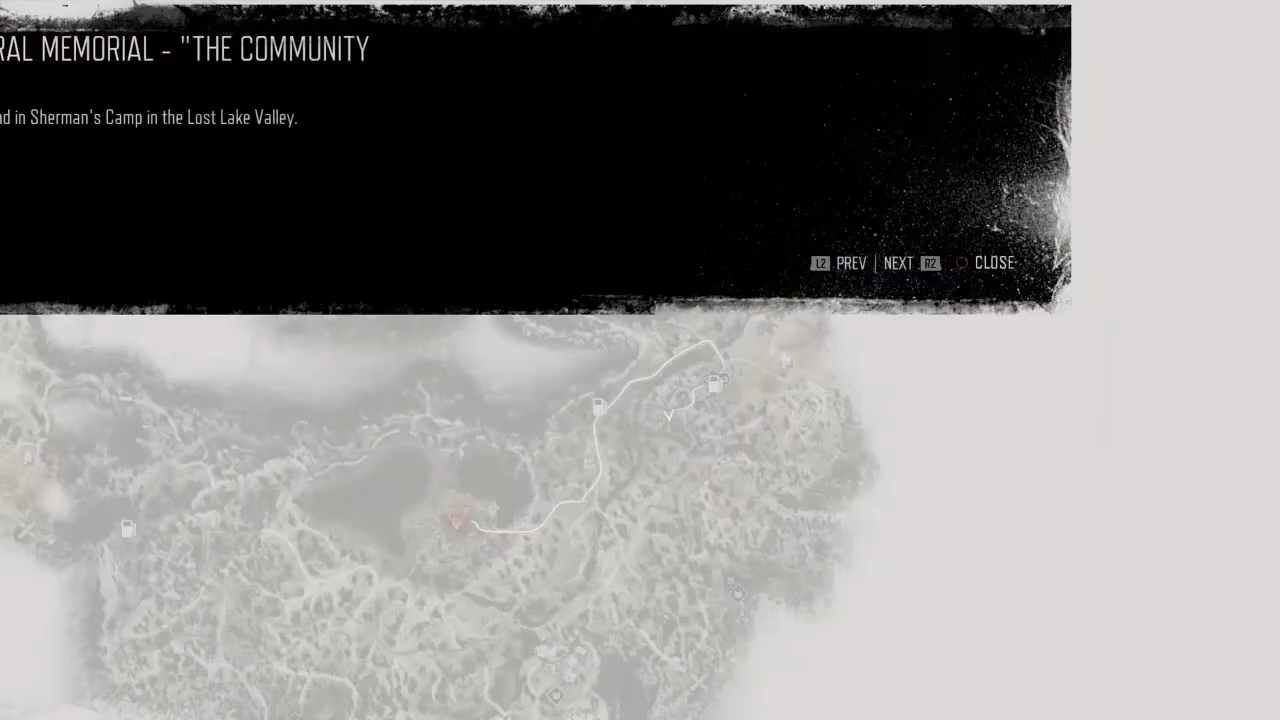 RAL MEMORIAL - "THE COMMUNITY
nd in Sherman's Camp in the Lost Lake Valley.
L2 PREV | NEXT R2 CLOSE